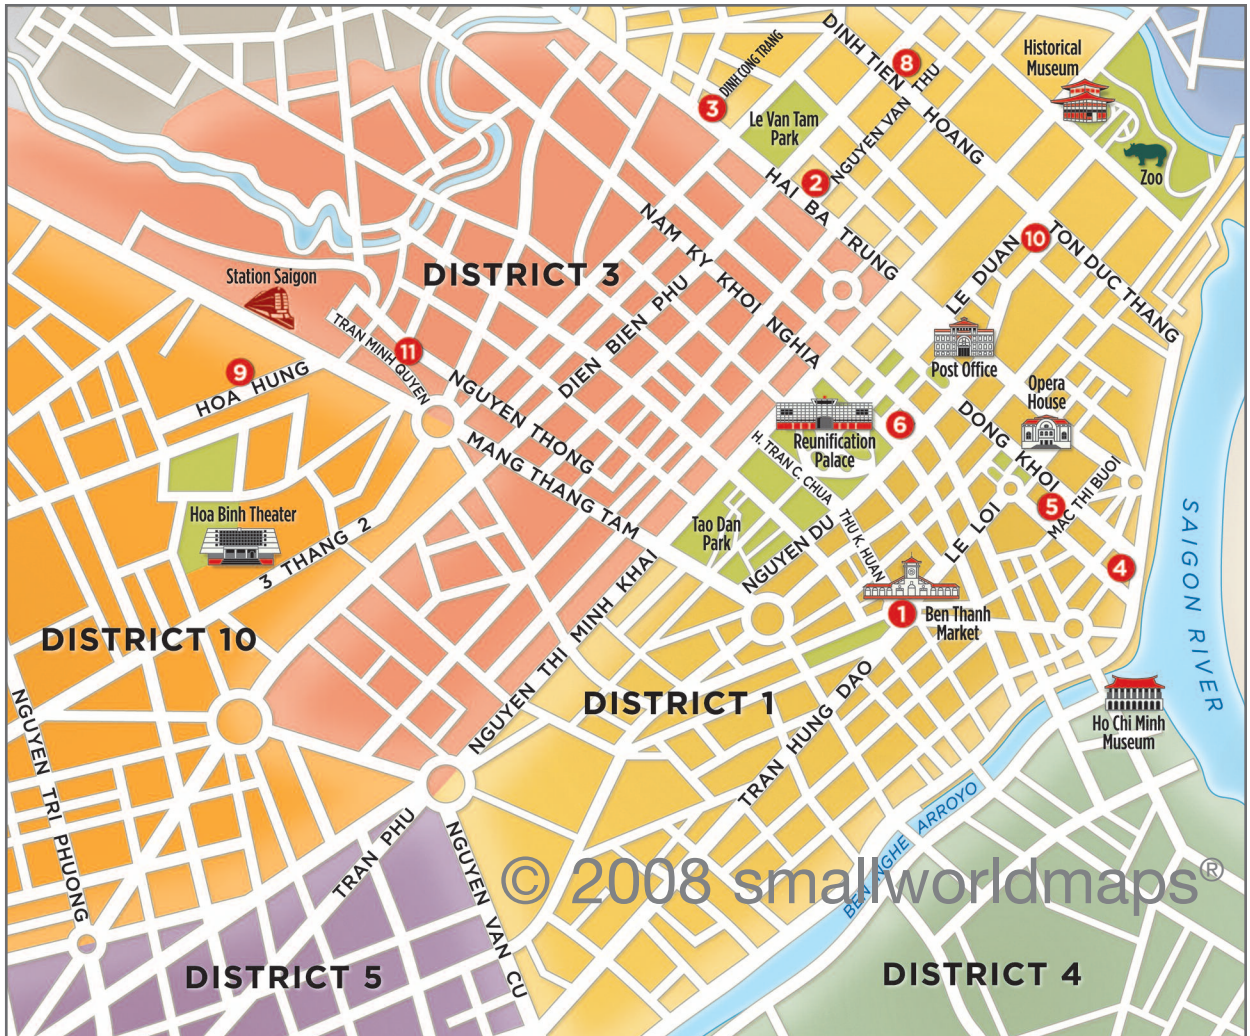 DINH TIEN HOANG
8
Historical
Museum
DINH CONG TRANG
3
Le Van Tam
Park
NGUYEN VAN THU
2
Zoo
HAI BA TRUNG
NAM KY KHOI NGHIA
10
TON DUC THANG
LE DUAN
Station Saigon
DISTRICT 3
DIEN BIEN PHU
TRAN MINH QUYEN
11
9
HOA HUNG
NGUYEN THONG
Post Office
Opera
House
6
Reunification
Palace
DONG KHOI
MANG THANG TAM
H. TRAN C. CHUA
MAC THI BUOI
5
LE LOI
Hoa Binh Theater
3 THANG 2
Tao Dan
Park
NGUYEN DU
THU K. HUAN
4
SAIGON RIVER
1
Ben Thanh
Market
NGUYEN THI MINH KHAI
DISTRICT 10
DISTRICT 1
TRAN HUNG DAO
Ho Chi Minh
Museum
NGUYEN TRI PHUONG
TRAN PHU
NGUYEN VAN CU
BEN NGHE ARROYO
© 2008 smallworldmaps®
DISTRICT 5
DISTRICT 4